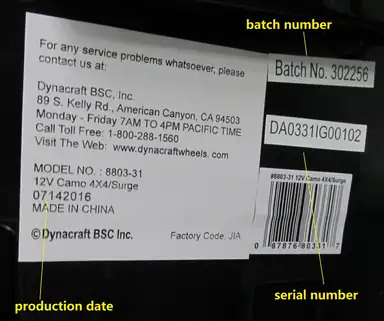 batch number
For any service problems whatsoever, please
contact us at:
Dynacraft BSC, Inc.
89 S. Kelly Rd., American Canyon, CA 94503
Monday - Friday 7AM TO 4PM PACIFIC TIME
Call Toll Free: 1-800-288-1560
Visit The Web: www.dynacraftwheels.com
MODEL NO. : 8803-31
12V Camo 4X4/Surge
07142016
MADE IN CHINA
©Dynacraft BSC Inc. Factory Code, JIA
Batch No. 302256
DA0331IG00102
#8803-31 12V Camo 4X4/Surge
0 87876 80331 7
production date
serial number